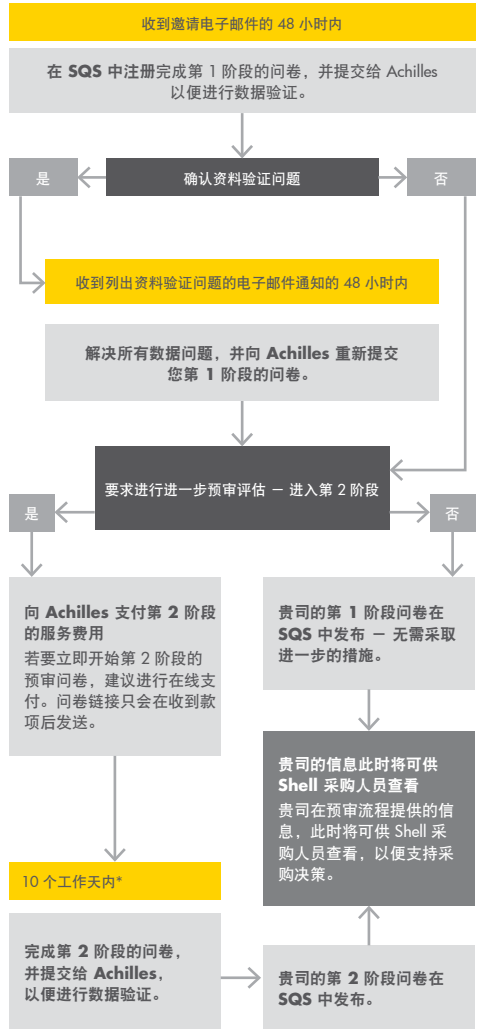 收到邀请电子邮件的 48 小时内
在 SQS 中注册完成第 1 阶段的问卷，并提交给 Achilles
以便进行数据验证。
是
确认资料验证问题
否
收到列出资料验证问题的电子邮件通知的 48 小时内
解决所有数据问题，并向 Achilles 重新提交
您第 1 阶段的问卷。
要求进行进一步预审评估 — 进入第 2 阶段
是
否
向 Achilles 支付第 2 阶段
的服务费用
若要立即开始第 2 阶段的
预审问卷，建议进行在线支
付。问卷链接只会在收到款
项后发送。
贵司的第 1 阶段问卷在
SQS 中发布 — 无需采取
进一步的措施。
贵司的信息此时将可供
Shell 采购人员查看
贵司在预审流程提供的信
息，此时将可供 Shell 采
购人员查看，以便支持采
购决策。
10 个工作天内*
完成第 2 阶段的问卷，
并提交给 Achilles，
以便进行数据验证。
贵司的第 2 阶段问卷在
SQS 中发布。